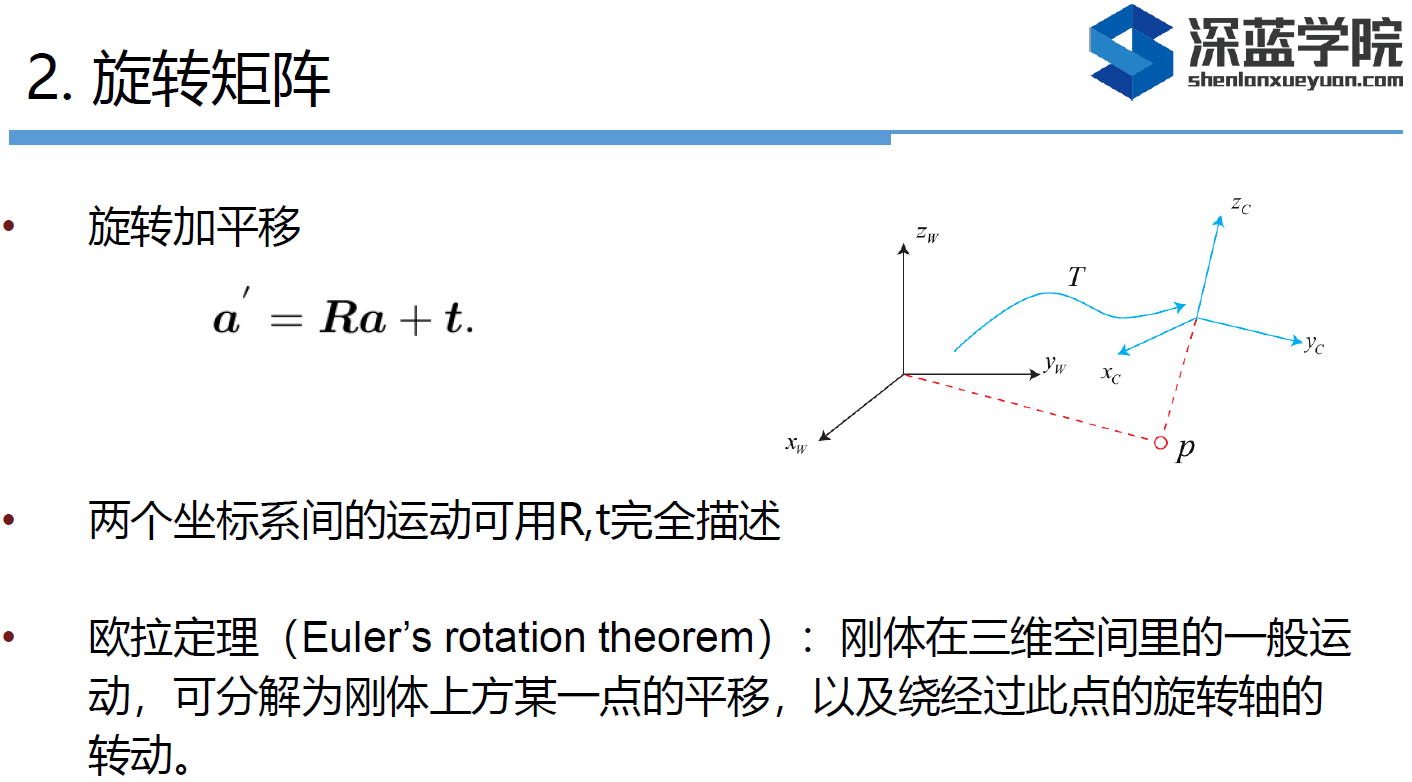 2. 旋转矩阵
深蓝学院
shenlanxueyuan.com
• 旋转加平移
a′ = Ra + t.
z_W
y_W
x_W
T
z_C
y_C
x_C
p
• 两个坐标系间的运动可用R,t完全描述
• 欧拉定理（Euler’s rotation theorem）：刚体在三维空间里的一般运
动，可分解为刚体上方某一点的平移，以及绕经过此点的旋转轴的
转动。